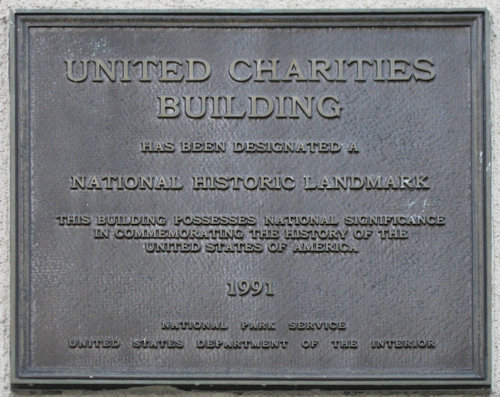 UNITED CHARITIES
BUILDING
HAS BEEN DESIGNATED A
NATIONAL HISTORIC LANDMARK
THIS BUILDING POSSESSES NATIONAL SIGNIFICANCE
IN COMMEMORATING THE HISTORY OF THE
UNITED STATES OF AMERICA
1991
NATIONAL PARK SERVICE
UNITED STATES DEPARTMENT OF THE INTERIOR